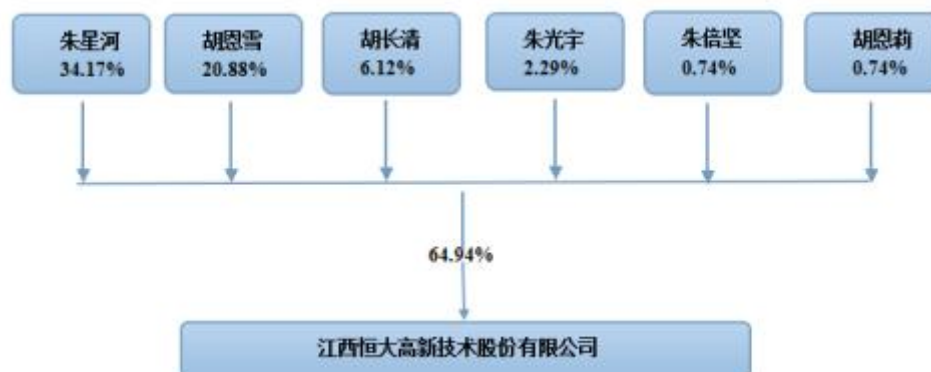 朱星河
34.17%
胡恩雪
20.88%
胡长清
6.12%
朱光宇
2.29%
朱倍坚
0.74%
胡恩莉
0.74%
64.94%
江西恒大高新技术股份有限公司